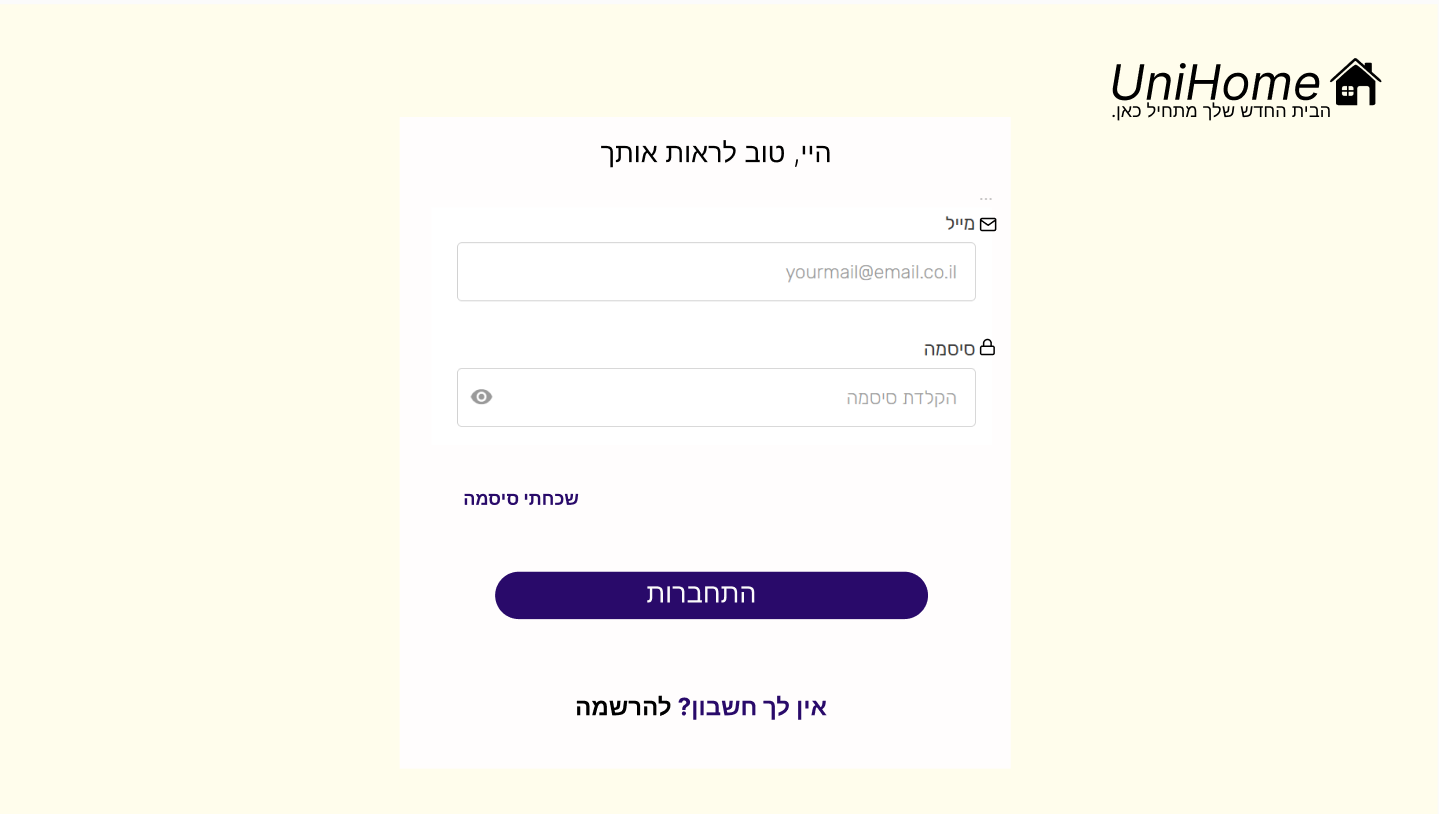 UniHome
הבית החדש שלך מתחיל כאן.
היי, טוב לראות אותך
...
מייל
yourmail@email.co.il
סיסמה
הקלדת סיסמה
שכחתי סיסמה
התחברות
אין לך חשבון? להרשמה